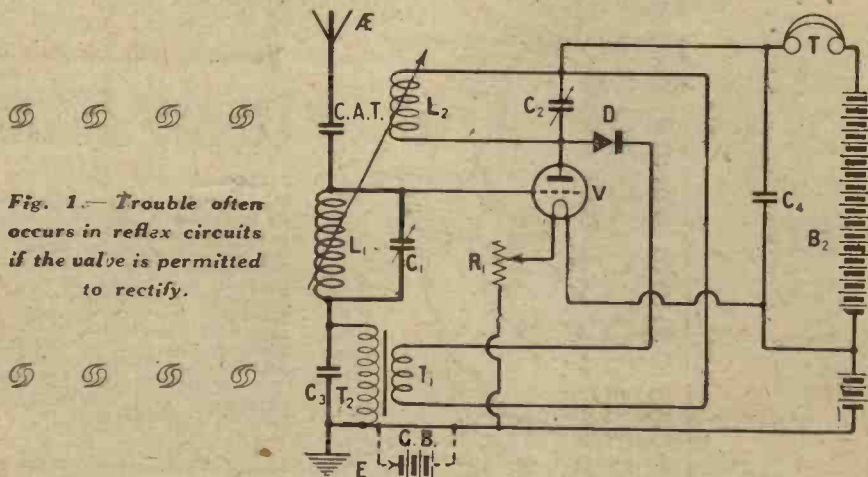 Fig. 1.— Trouble often
occurs in reflex circuits
if the valve is permitted
to rectify.
Æ
C.A.T.
L2
C2
D
T
L1
C1
V
R1
C4
B2
C3
T2
T1
G.B.
E